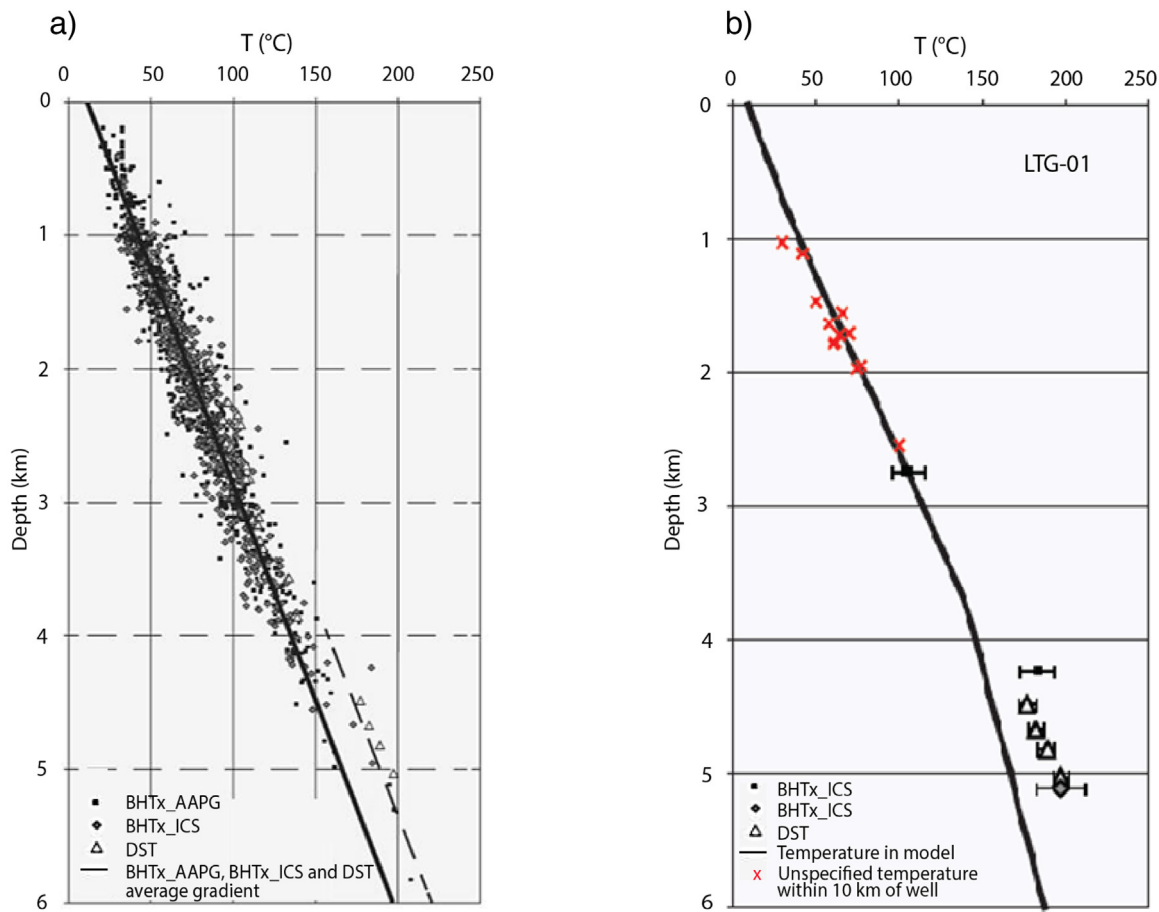 a)
T (°C)
0 50 100 150 200 250
0
1
2
3
4
5
6
Depth (km)
BHTx_AAPG
BHTx_ICS
DST
BHTx_AAPG, BHTx_ICS and DST
average gradient
b)
T (°C)
0 50 100 150 200 250
0
1
2
3
4
5
6
Depth (km)
LTG-01
BHTx_ICS
BHTx_ICS
DST
Temperature in model
x Unspecified temperature
within 10 km of well